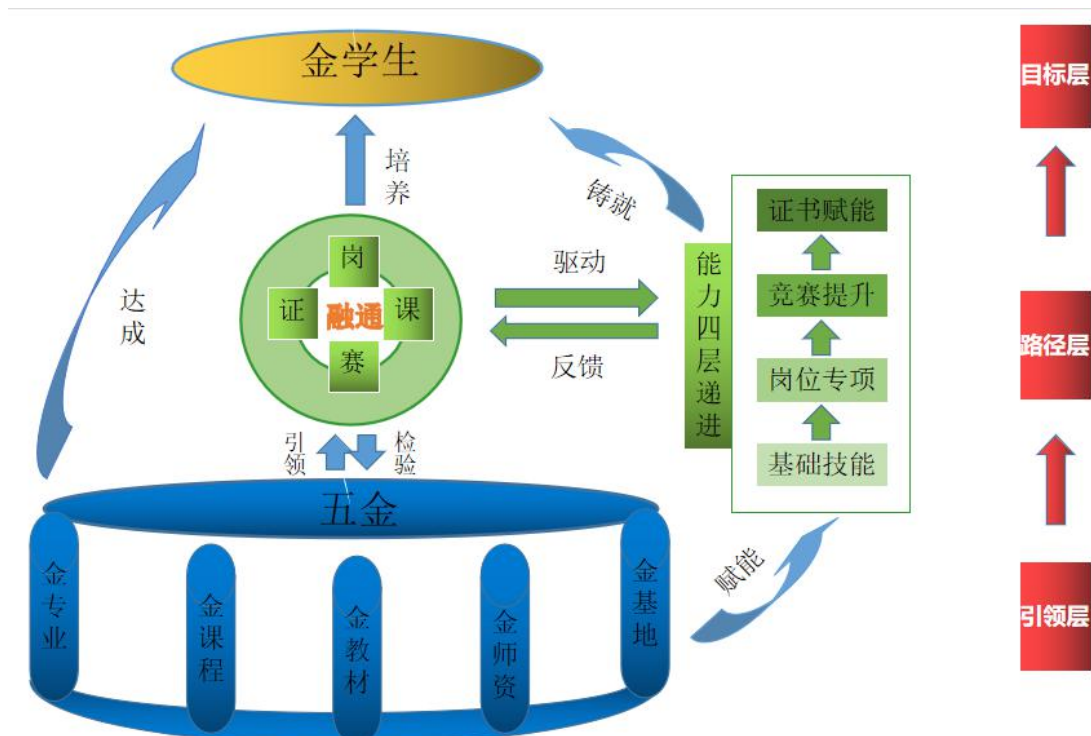 金学生
目标层
培养
铸就
证书赋能
岗
驱动
能力四层递进
竞赛提升
达成
证
融通
课
路径层
赛
反馈
岗位专项
引领
检验
基础技能
五金
赋能
金专业
金课程
金教材
金师资
金基地
引领层